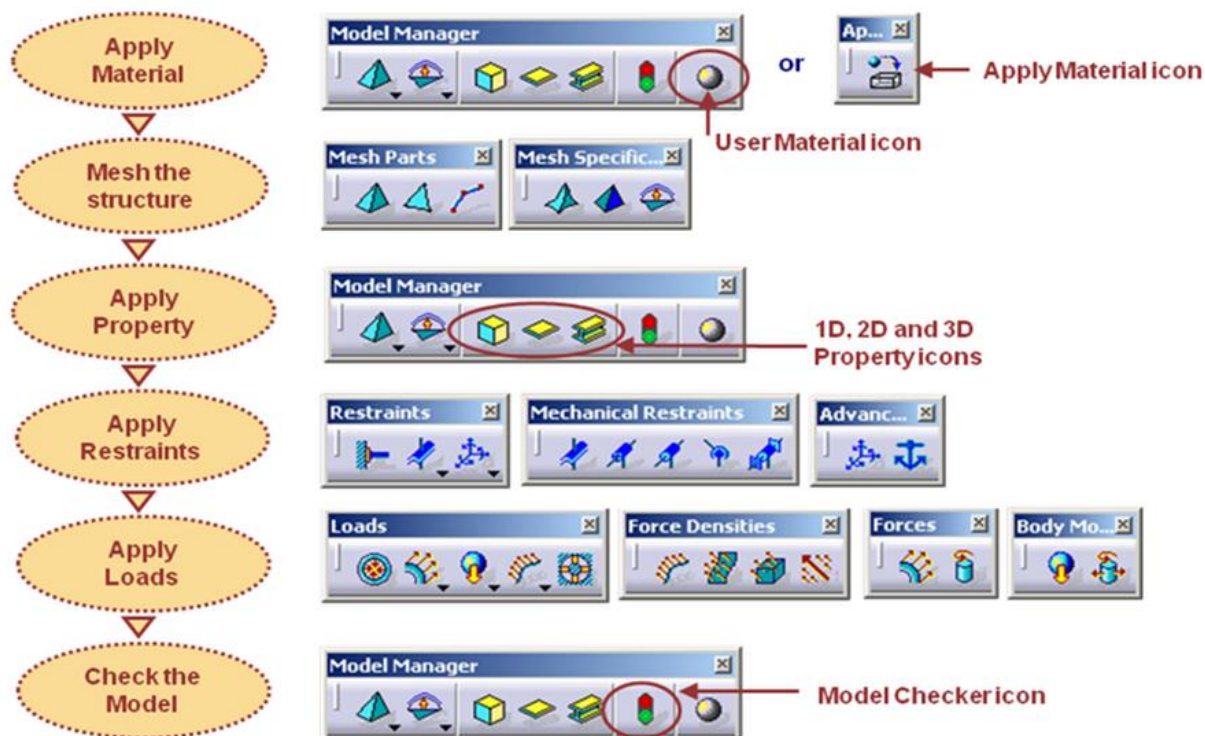 Apply
Material
Model Manager
or
Ap...
Apply Material icon
User Material icon
Mesh the
structure
Mesh Parts
Mesh Specific...
Apply
Property
Model Manager
1D, 2D and 3D
Property icons
Apply
Restraints
Restraints
Mechanical Restraints
Advanc...
Apply
Loads
Loads
Force Densities
Forces
Body Mo...
Check the
Model
Model Manager
Model Checker icon